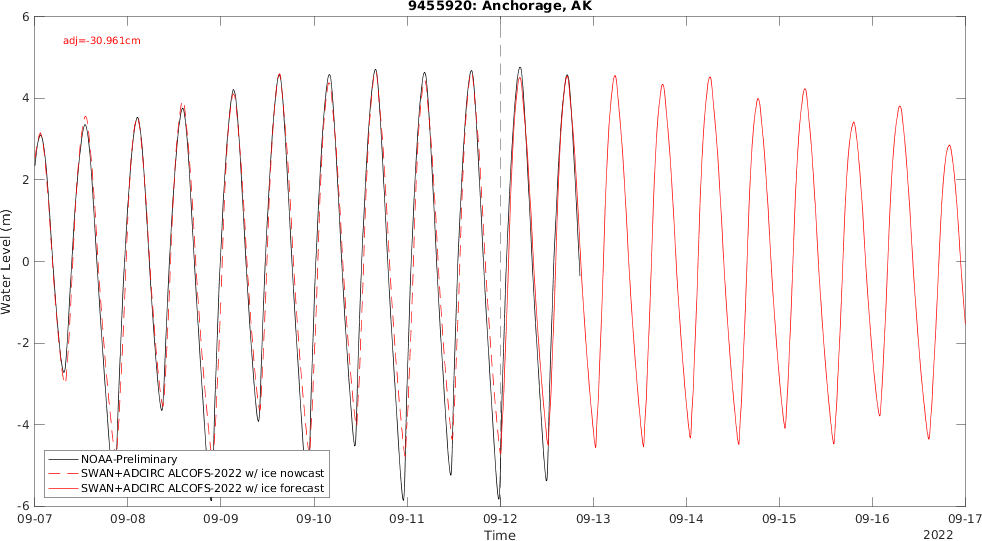 9455920: Anchorage, AK
adj=-30.961cm
6
4
2
0
-2
-4
-6
Water Level (m)
NOAA-Preliminary
SWAN+ADCIRC ALCOFS-2022 w/ ice nowcast
SWAN+ADCIRC ALCOFS-2022 w/ ice forecast
09-07 09-08 09-09 09-10 09-11 09-12 09-13 09-14 09-15 09-16 09-17
Time
2022